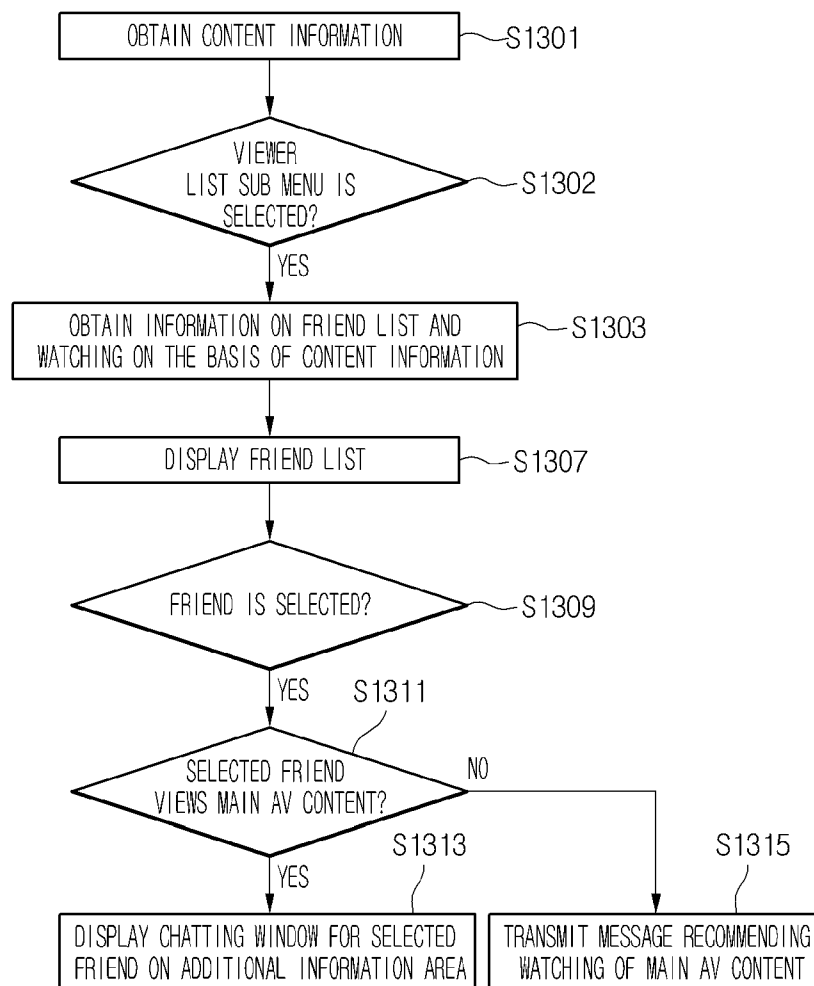 OBTAIN CONTENT INFORMATION
S1301
VIEWER
LIST SUB MENU IS
SELECTED?
S1302
YES
OBTAIN INFORMATION ON FRIEND LIST AND
WATCHING ON THE BASIS OF CONTENT INFORMATION
S1303
DISPLAY FRIEND LIST
S1307
FRIEND IS SELECTED?
S1309
YES
S1311
SELECTED FRIEND
VIEWS MAIN AV CONTENT?
NO
YES
S1313
DISPLAY CHATTING WINDOW FOR SELECTED
FRIEND ON ADDITIONAL INFORMATION AREA
S1315
TRANSMIT MESSAGE RECOMMENDING
WATCHING OF MAIN AV CONTENT